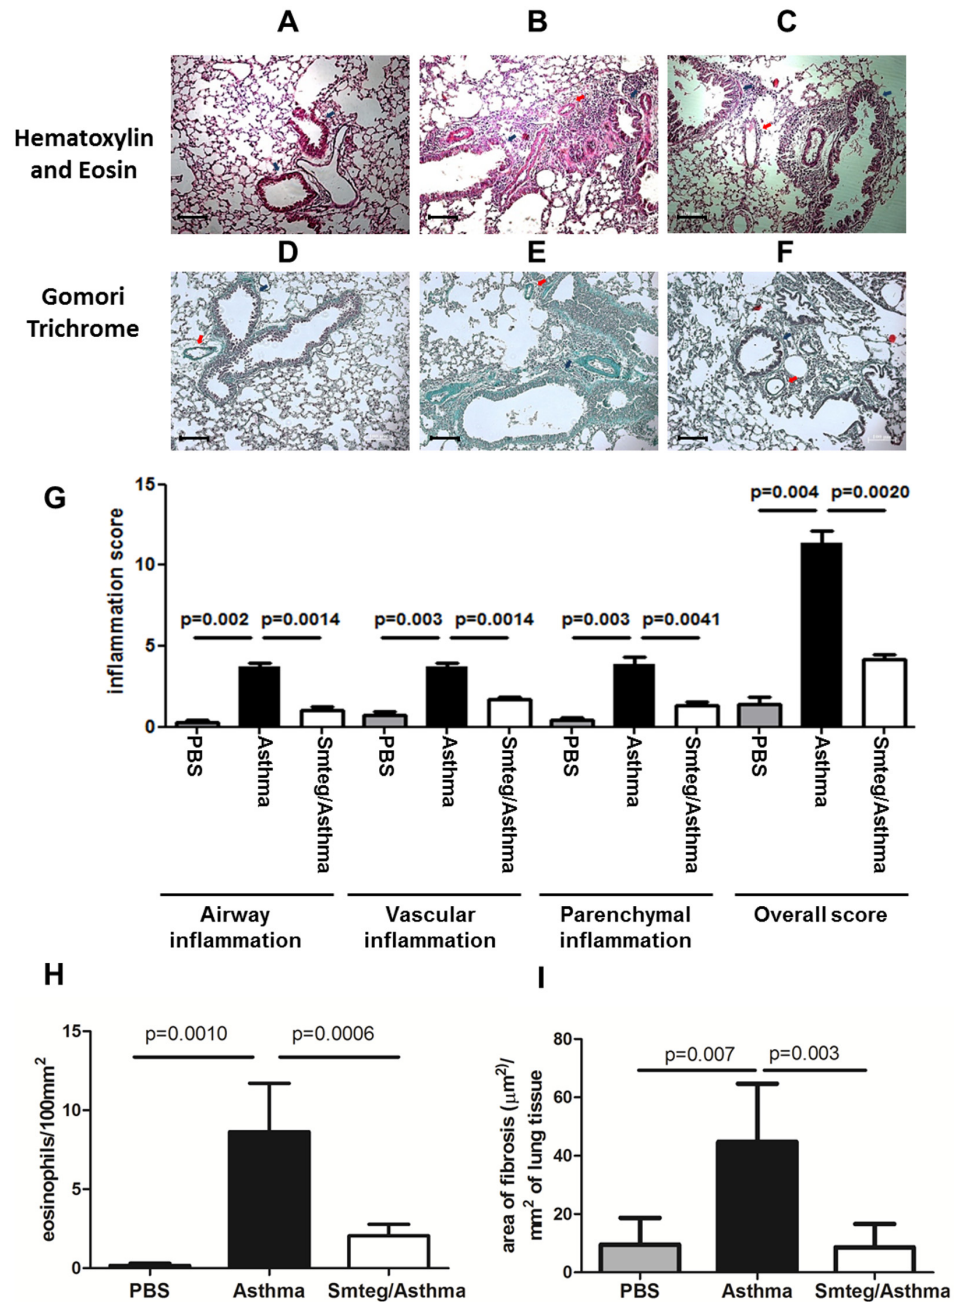 A
B
C
Hematoxylin
and Eosin
D
E
F
Gomori
Trichrome
G
inflammation score
15
10
5
0
p=0.002
p=0.0014
p=0.003
p=0.0014
p=0.003
p=0.0041
p=0.004
p=0.0020
PBS
Asthma
Smteg/Asthma
PBS
Asthma
Smteg/Asthma
PBS
Asthma
Smteg/Asthma
PBS
Asthma
Smteg/Asthma
Airway
inflammation
Vascular
inflammation
Parenchymal
inflammation
Overall score
H
eosinophils/100mm²
15
10
5
0
p=0.0010
p=0.0006
PBS
Asthma
Smteg/Asthma
I
area of fibrosis (μm²)/
mm² of lung tissue
80
60
40
20
0
p=0.007
p=0.003
PBS
Asthma
Smteg/Asthma